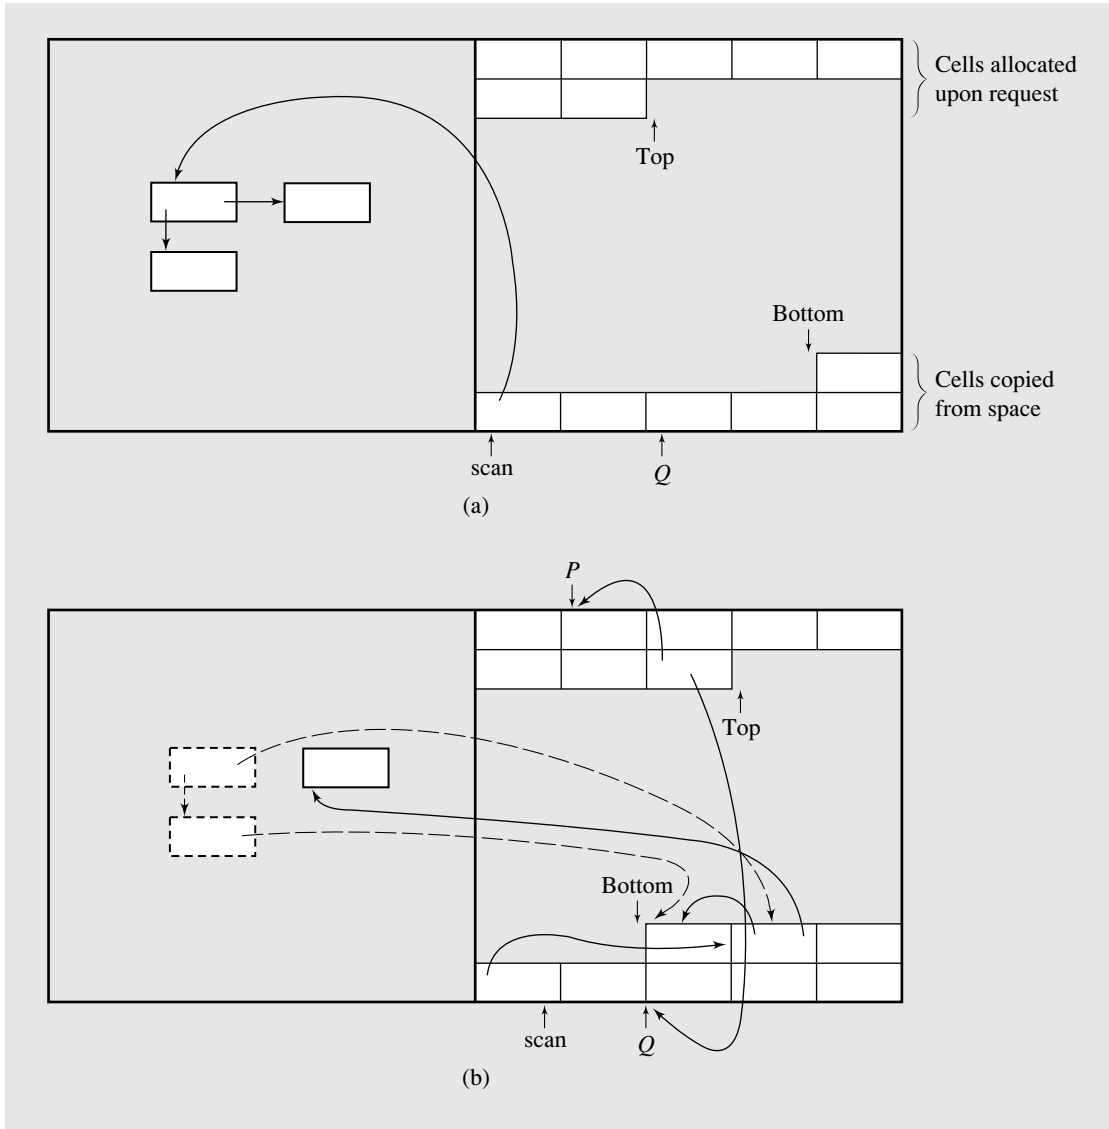 Cells allocated
upon request
Top
Bottom
Cells copied
from space
scan
Q
(a)
P
Top
Bottom
scan
Q
(b)